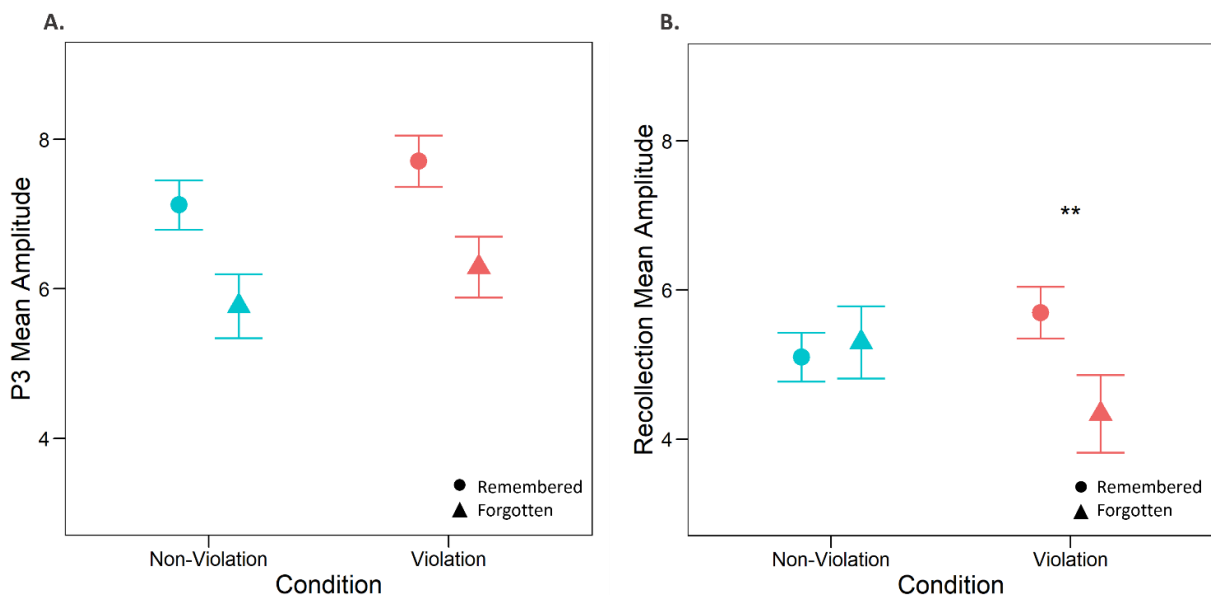 A.
P3 Mean Amplitude
8
6
4
Remembered
Forgotten
Non-Violation Violation
Condition
B.
Recollection Mean Amplitude
8
6
4
**
Remembered
Forgotten
Non-Violation Violation
Condition